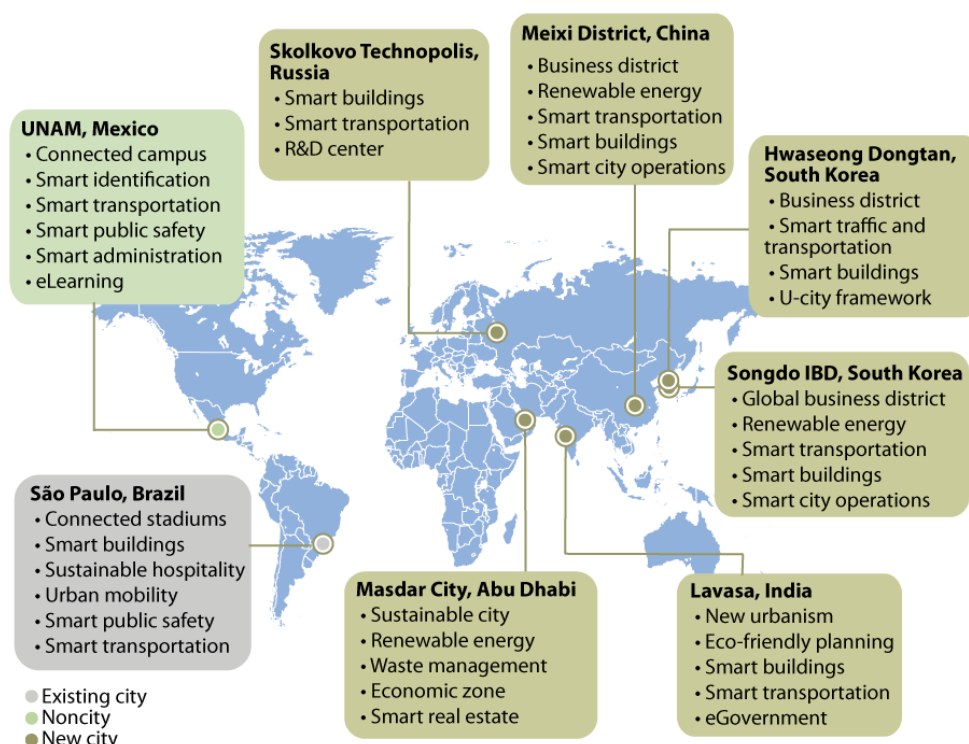 Meixi District, China
• Business district
• Renewable energy
• Smart transportation
• Smart buildings
• Smart city operations
Skolkovo Technopolis,
Russia
• Smart buildings
• Smart transportation
• R&D center
UNAM, Mexico
• Connected campus
• Smart identification
• Smart transportation
• Smart public safety
• Smart administration
• eLearning
Hwaseong Dongtan,
South Korea
• Business district
• Smart traffic and
transportation
• Smart buildings
• U-city framework
Songdo IBD, South Korea
• Global business district
• Renewable energy
• Smart transportation
• Smart buildings
• Smart city operations
São Paulo, Brazil
• Connected stadiums
• Smart buildings
• Sustainable hospitality
• Urban mobility
• Smart public safety
• Smart transportation
Masdar City, Abu Dhabi
• Sustainable city
• Renewable energy
• Waste management
• Economic zone
• Smart real estate
Lavasa, India
• New urbanism
• Eco-friendly planning
• Smart buildings
• Smart transportation
• eGovernment
Existing city
Noncity
New city